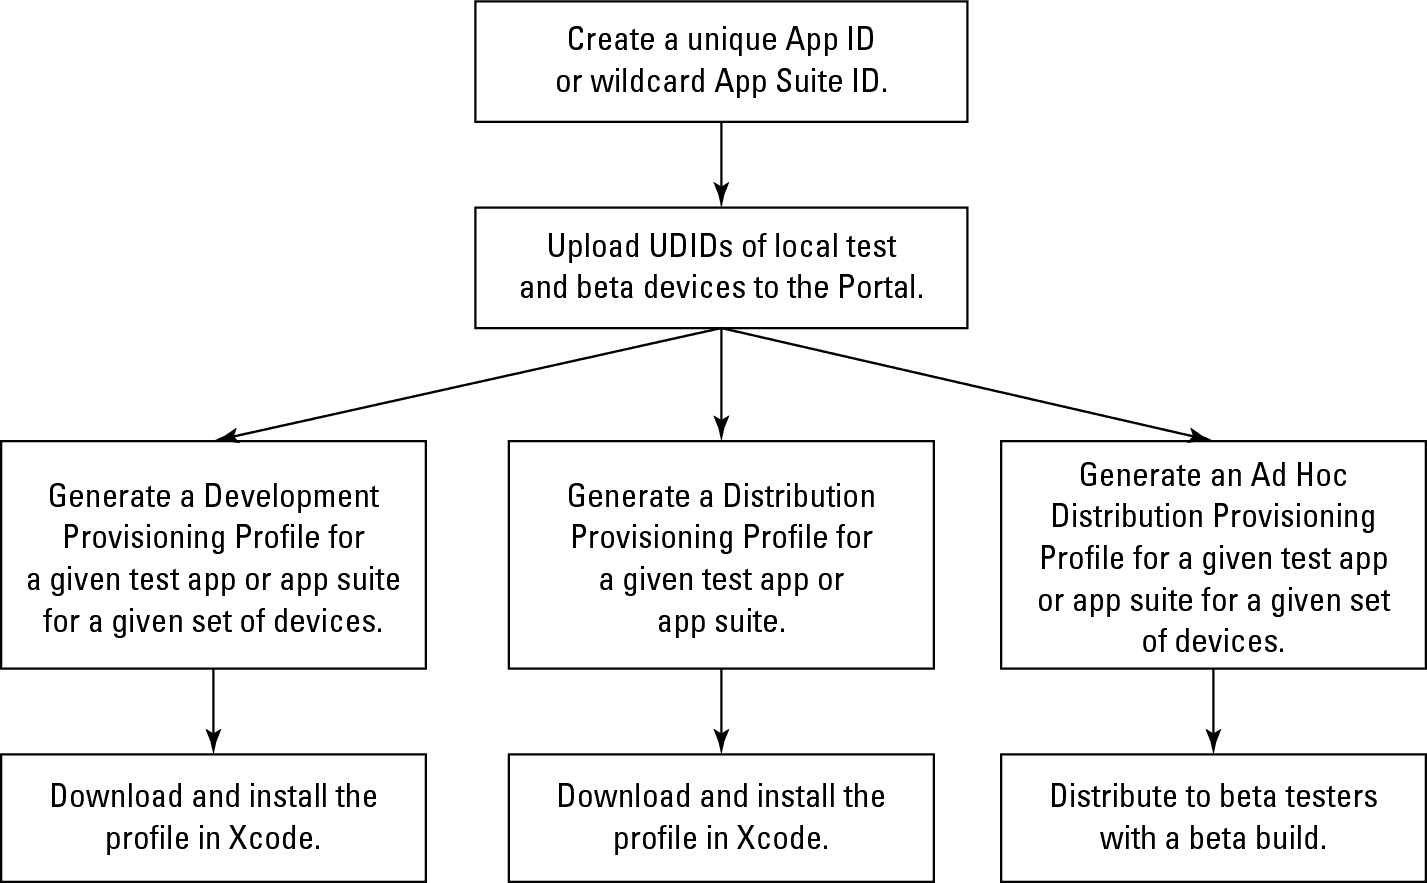 Create a unique App ID
or wildcard App Suite ID.
Upload UDIDs of local test
and beta devices to the Portal.
Generate a Development
Provisioning Profile for
a given test app or app suite
for a given set of devices.
Generate a Distribution
Provisioning Profile for
a given test app or
app suite.
Generate an Ad Hoc
Distribution Provisioning
Profile for a given test app
or app suite for a given set
of devices.
Download and install the
profile in Xcode.
Download and install the
profile in Xcode.
Distribute to beta testers
with a beta build.